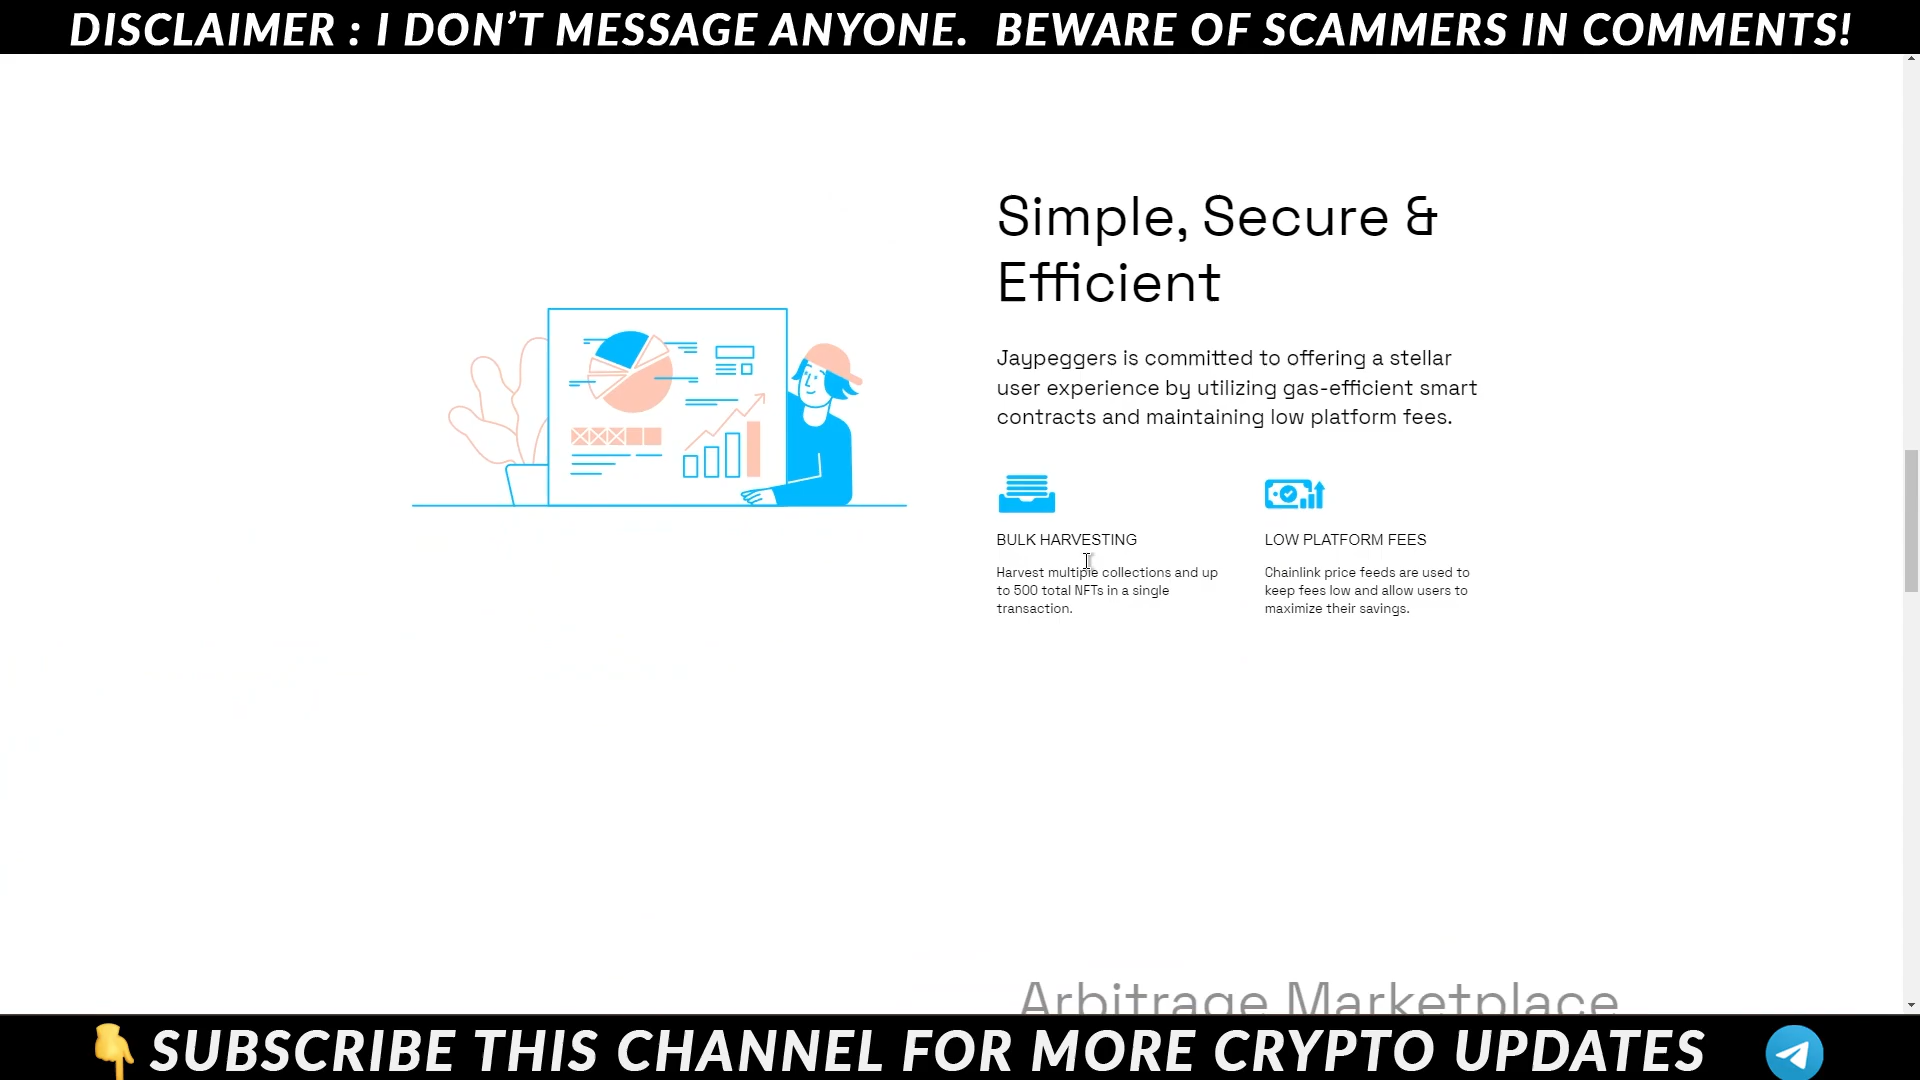 DISCLAIMER : I DON’T MESSAGE ANYONE. BEWARE OF SCAMMERS IN COMMENTS!
Simple, Secure &
Efficient
Jaypeggers is committed to offering a stellar
user experience by utilizing gas-efficient smart
contracts and maintaining low platform fees.
BULK HARVESTING
Harvest multiple collections and up
to 500 total NFTs in a single
transaction.
LOW PLATFORM FEES
Chainlink price feeds are used to
keep fees low and allow users to
maximize their savings.
Arbitrage Marketplace
SUBSCRIBE THIS CHANNEL FOR MORE CRYPTO UPDATES